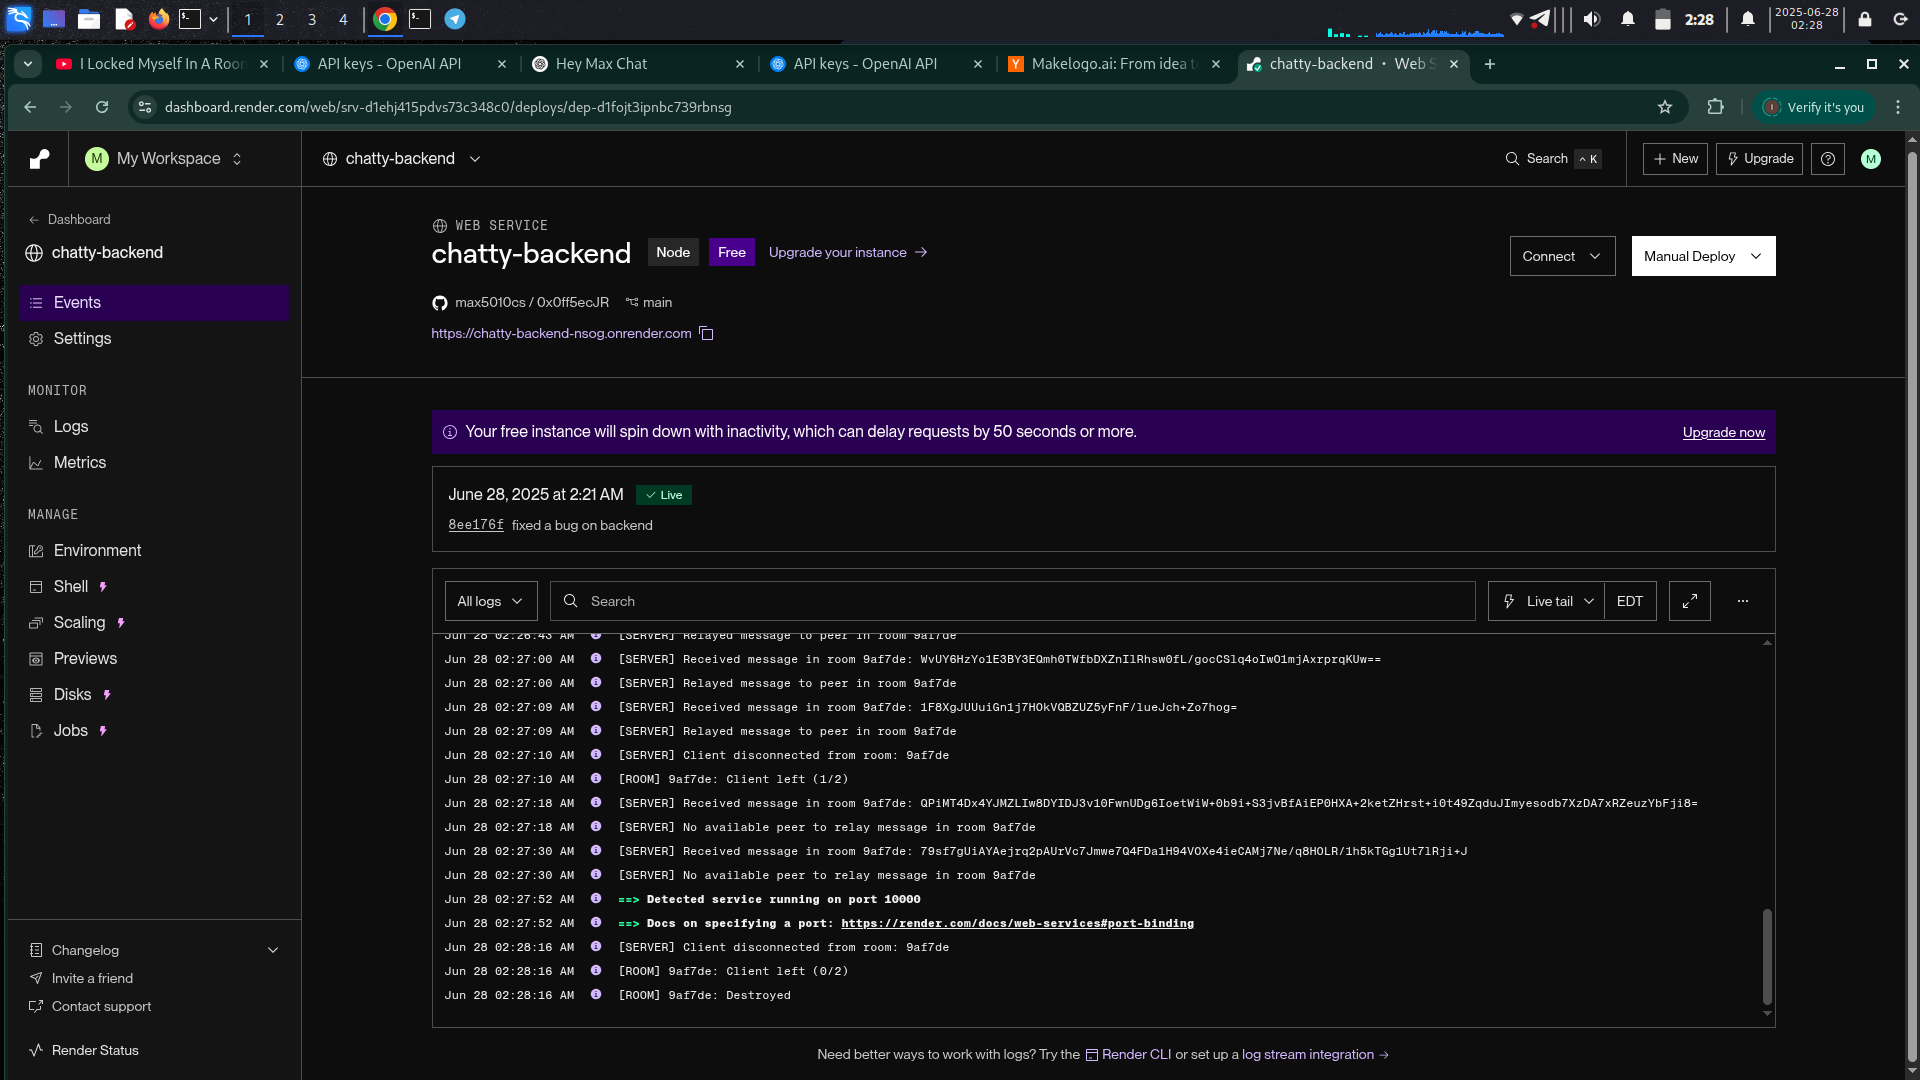 1 2 3 4
2:28
2025-06-28
02:28
I Locked Myself In A Roon
API keys - OpenAI API
Hey Max Chat
API keys - OpenAI API
Makelogo.ai: From idea to
chatty-backend · Web S
dashboard.render.com/web/srv-d1ehj415pdvs73c348c0/deploys/dep-d1fojt3ipnbc739rbnsg
Verify it's you
M My Workspace
chatty-backend
Search ^ K
+ New
Upgrade
M
← Dashboard
chatty-backend
Events
Settings
MONITOR
Logs
Metrics
MANAGE
Environment
Shell
Scaling
Previews
Disks
Jobs
Changelog
Invite a friend
Contact support
Render Status
WEB SERVICE
chatty-backend Node Free Upgrade your instance →
Connect
Manual Deploy
max5010cs / 0x0ff5ecJR main
https://chatty-backend-nsog.onrender.com
Your free instance will spin down with inactivity, which can delay requests by 50 seconds or more.
Upgrade now
June 28, 2025 at 2:21 AM ✓ Live
8ee176f fixed a bug on backend
All logs
Search
Live tail
EDT
Jun 28 02:26:43 AM [SERVER] Relayed message to peer in room 9af7de
Jun 28 02:27:00 AM [SERVER] Received message in room 9af7de: WvUY6HzYo1E3BY3EQmh0TWfbDXZnIlRhsw0fL/gocCSlq4oIwO1mjAxrprqKUw==
Jun 28 02:27:00 AM [SERVER] Relayed message to peer in room 9af7de
Jun 28 02:27:09 AM [SERVER] Received message in room 9af7de: 1F8XgJUUuiGn1j7HOkVQBZUZ5yFnF/lueJch+Zo7hog=
Jun 28 02:27:09 AM [SERVER] Relayed message to peer in room 9af7de
Jun 28 02:27:10 AM [SERVER] Client disconnected from room: 9af7de
Jun 28 02:27:10 AM [ROOM] 9af7de: Client left (1/2)
Jun 28 02:27:18 AM [SERVER] Received message in room 9af7de: QPiMT4Dx4YJMZLIw8DYIDJ3v10FwnUDg6IoetWiW+0b9i+S3jvBfAiEP0HXA+2ketZHrst+i0t49ZqduJImyesodb7XzDA7xRZeuzYbFji8=
Jun 28 02:27:18 AM [SERVER] No available peer to relay message in room 9af7de
Jun 28 02:27:30 AM [SERVER] Received message in room 9af7de: 79sf7gUiAYAejrq2pAUrVc7Jmwe7Q4FDa1H94VOXe4ieCAMj7Ne/q8HOLR/1h5kTGg1Ut7lRji+J
Jun 28 02:27:30 AM [SERVER] No available peer to relay message in room 9af7de
Jun 28 02:27:52 AM ==> Detected service running on port 10000
Jun 28 02:27:52 AM ==> Docs on specifying a port: https://render.com/docs/web-services#port-binding
Jun 28 02:28:16 AM [SERVER] Client disconnected from room: 9af7de
Jun 28 02:28:16 AM [ROOM] 9af7de: Client left (0/2)
Jun 28 02:28:16 AM [ROOM] 9af7de: Destroyed
Need better ways to work with logs? Try the Render CLI or set up a log stream integration →